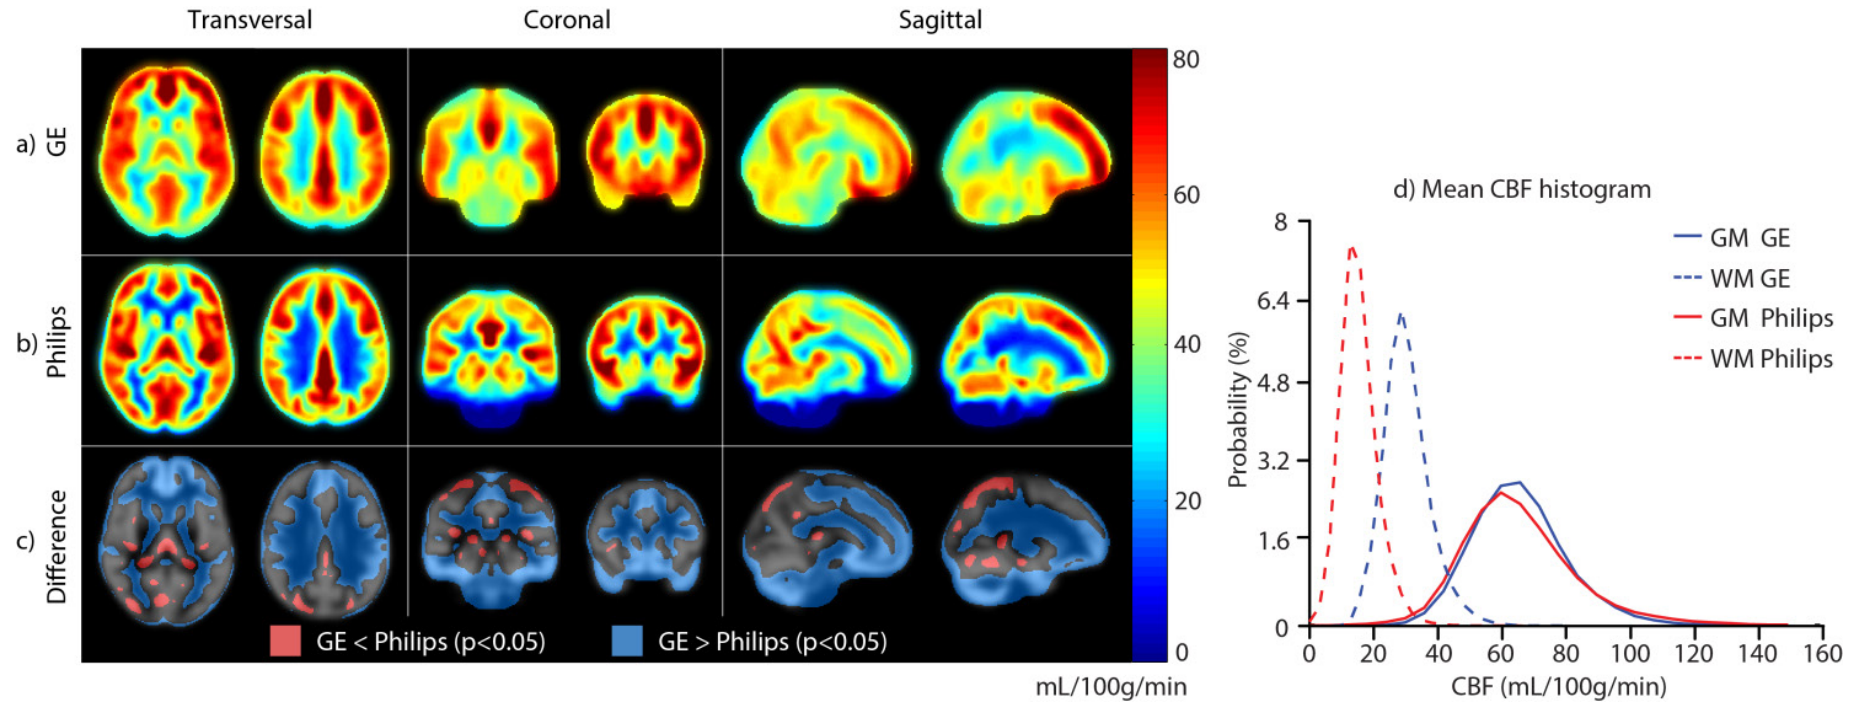 Transversal Coronal Sagittal
a) GE
b) Philips
c) Difference
80
60
40
20
0
GE < Philips (p<0.05) GE > Philips (p<0.05)
mL/100g/min
d) Mean CBF histogram
GM GE
WM GE
GM Philips
WM Philips
Probability (%)
8
6.4
4.8
3.2
1.6
0
0 20 40 60 80 100 120 140 160
CBF (mL/100g/min)